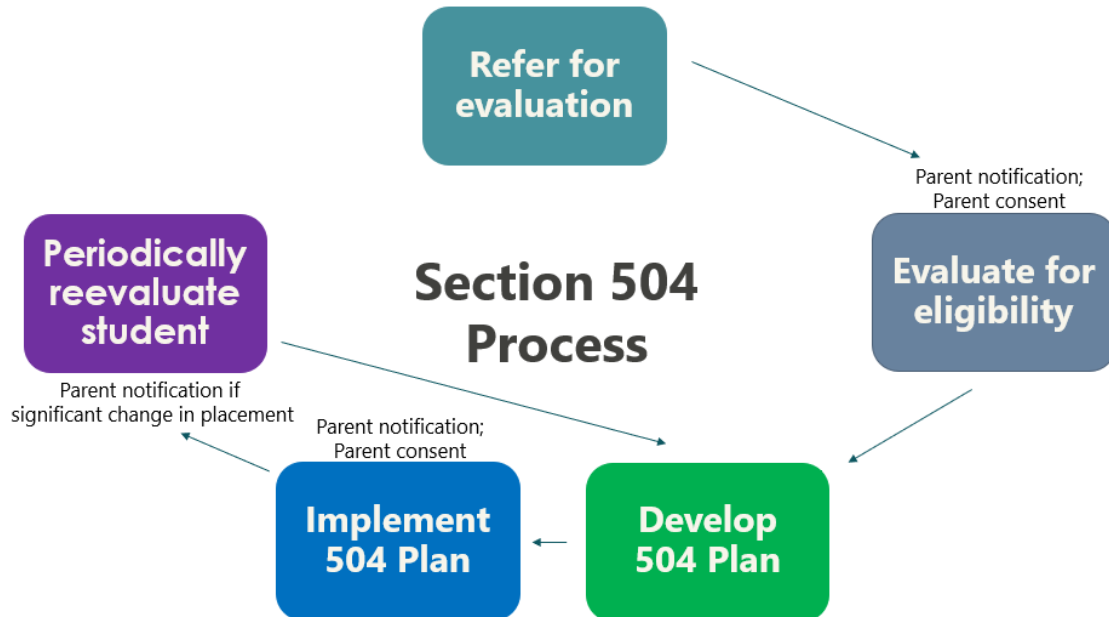 Refer for
evaluation
Parent notification;
Parent consent
Evaluate for
eligibility
Section 504
Process
Periodically
reevaluate
student
Parent notification if
significant change in placement
Parent notification;
Parent consent
Implement
504 Plan
Develop
504 Plan